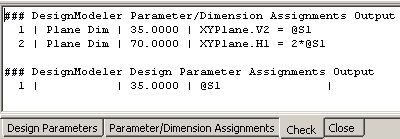 ### DesignModeler Parameter/Dimension Assignments Output
1 | Plane Dim | 35.0000 | XYPlane.V2 = @S1
2 | Plane Dim | 70.0000 | XYPlane.H1 = 2*@S1
### DesignModeler Design Parameter Assignments Output
1 | | 35.0000 | @S1 |
Design Parameters Parameter/Dimension Assignments Check Close